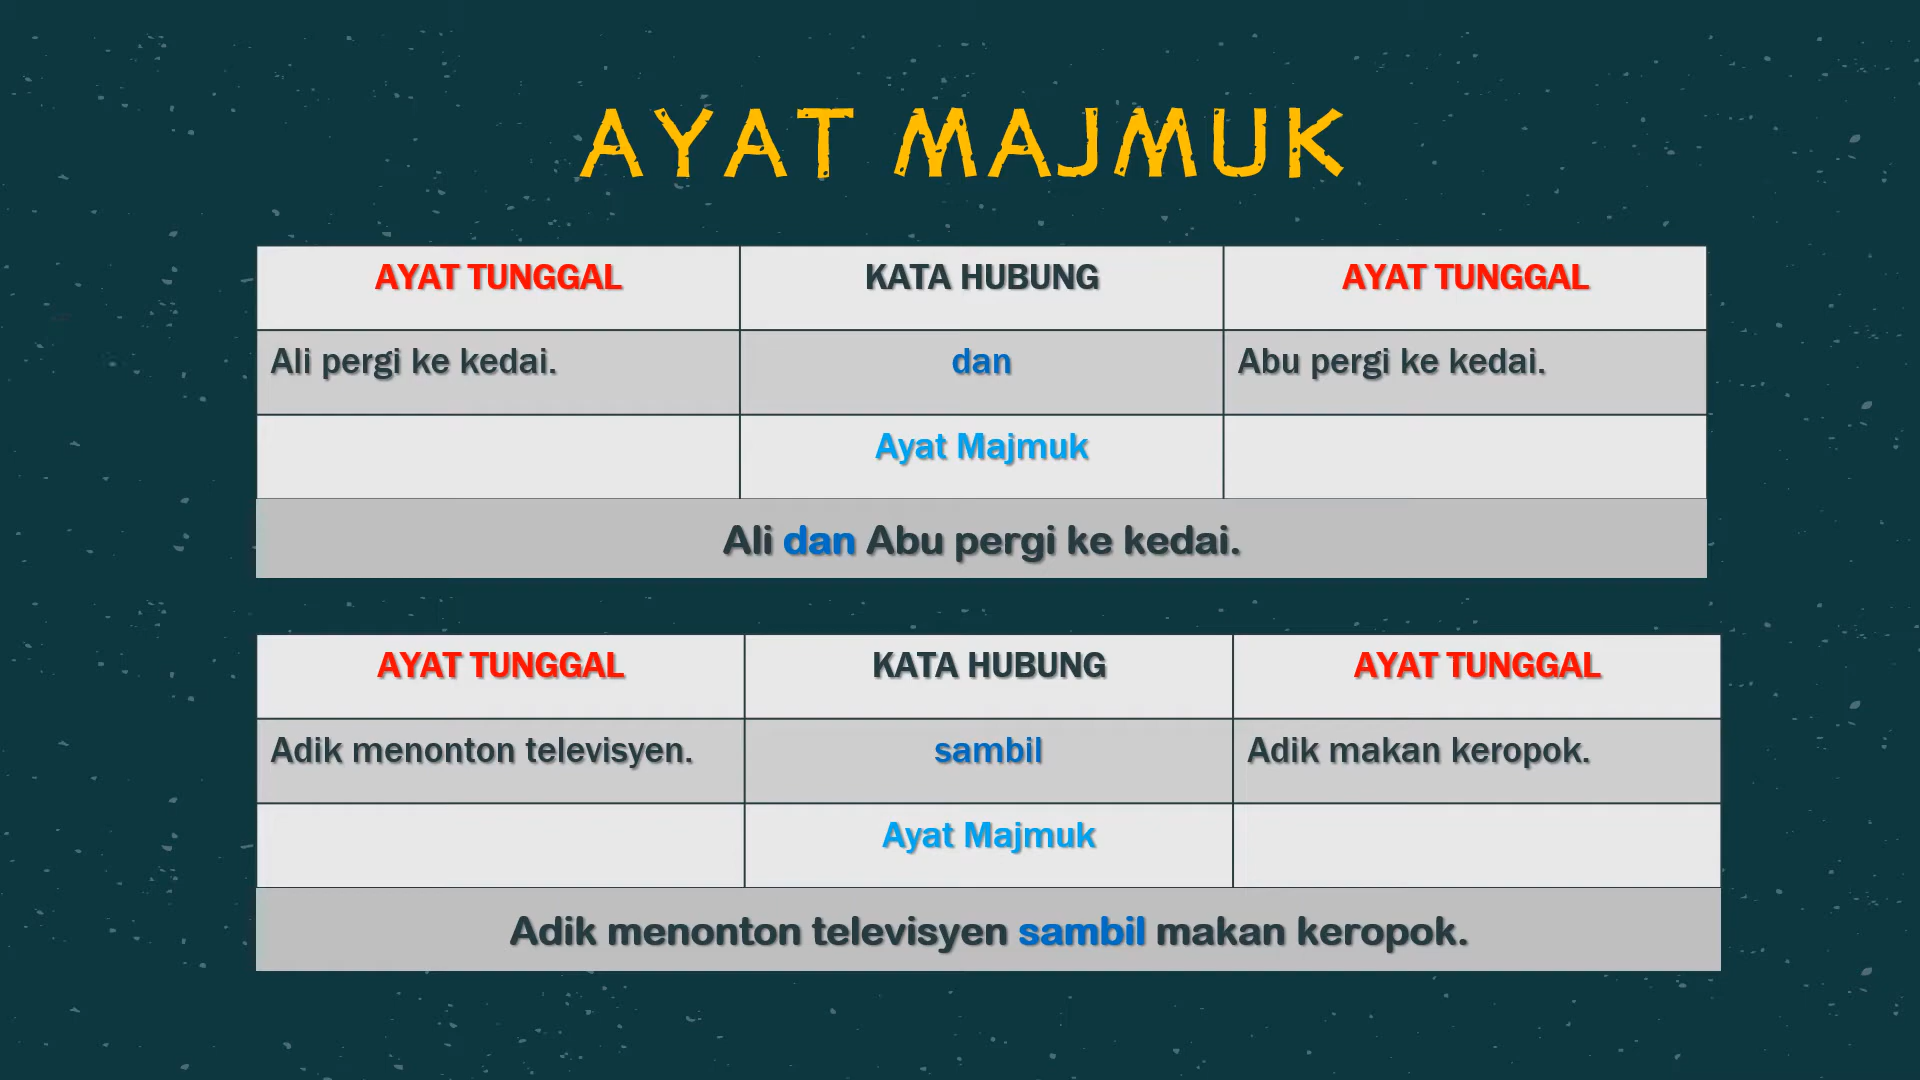 AYAT MAJMUK
AYAT TUNGGAL KATA HUBUNG AYAT TUNGGAL
Ali pergi ke kedai. dan Abu pergi ke kedai.
Ayat Majmuk
Ali dan Abu pergi ke kedai.
AYAT TUNGGAL KATA HUBUNG AYAT TUNGGAL
Adik menonton televisyen. sambil Adik makan keropok.
Ayat Majmuk
Adik menonton televisyen sambil makan keropok.